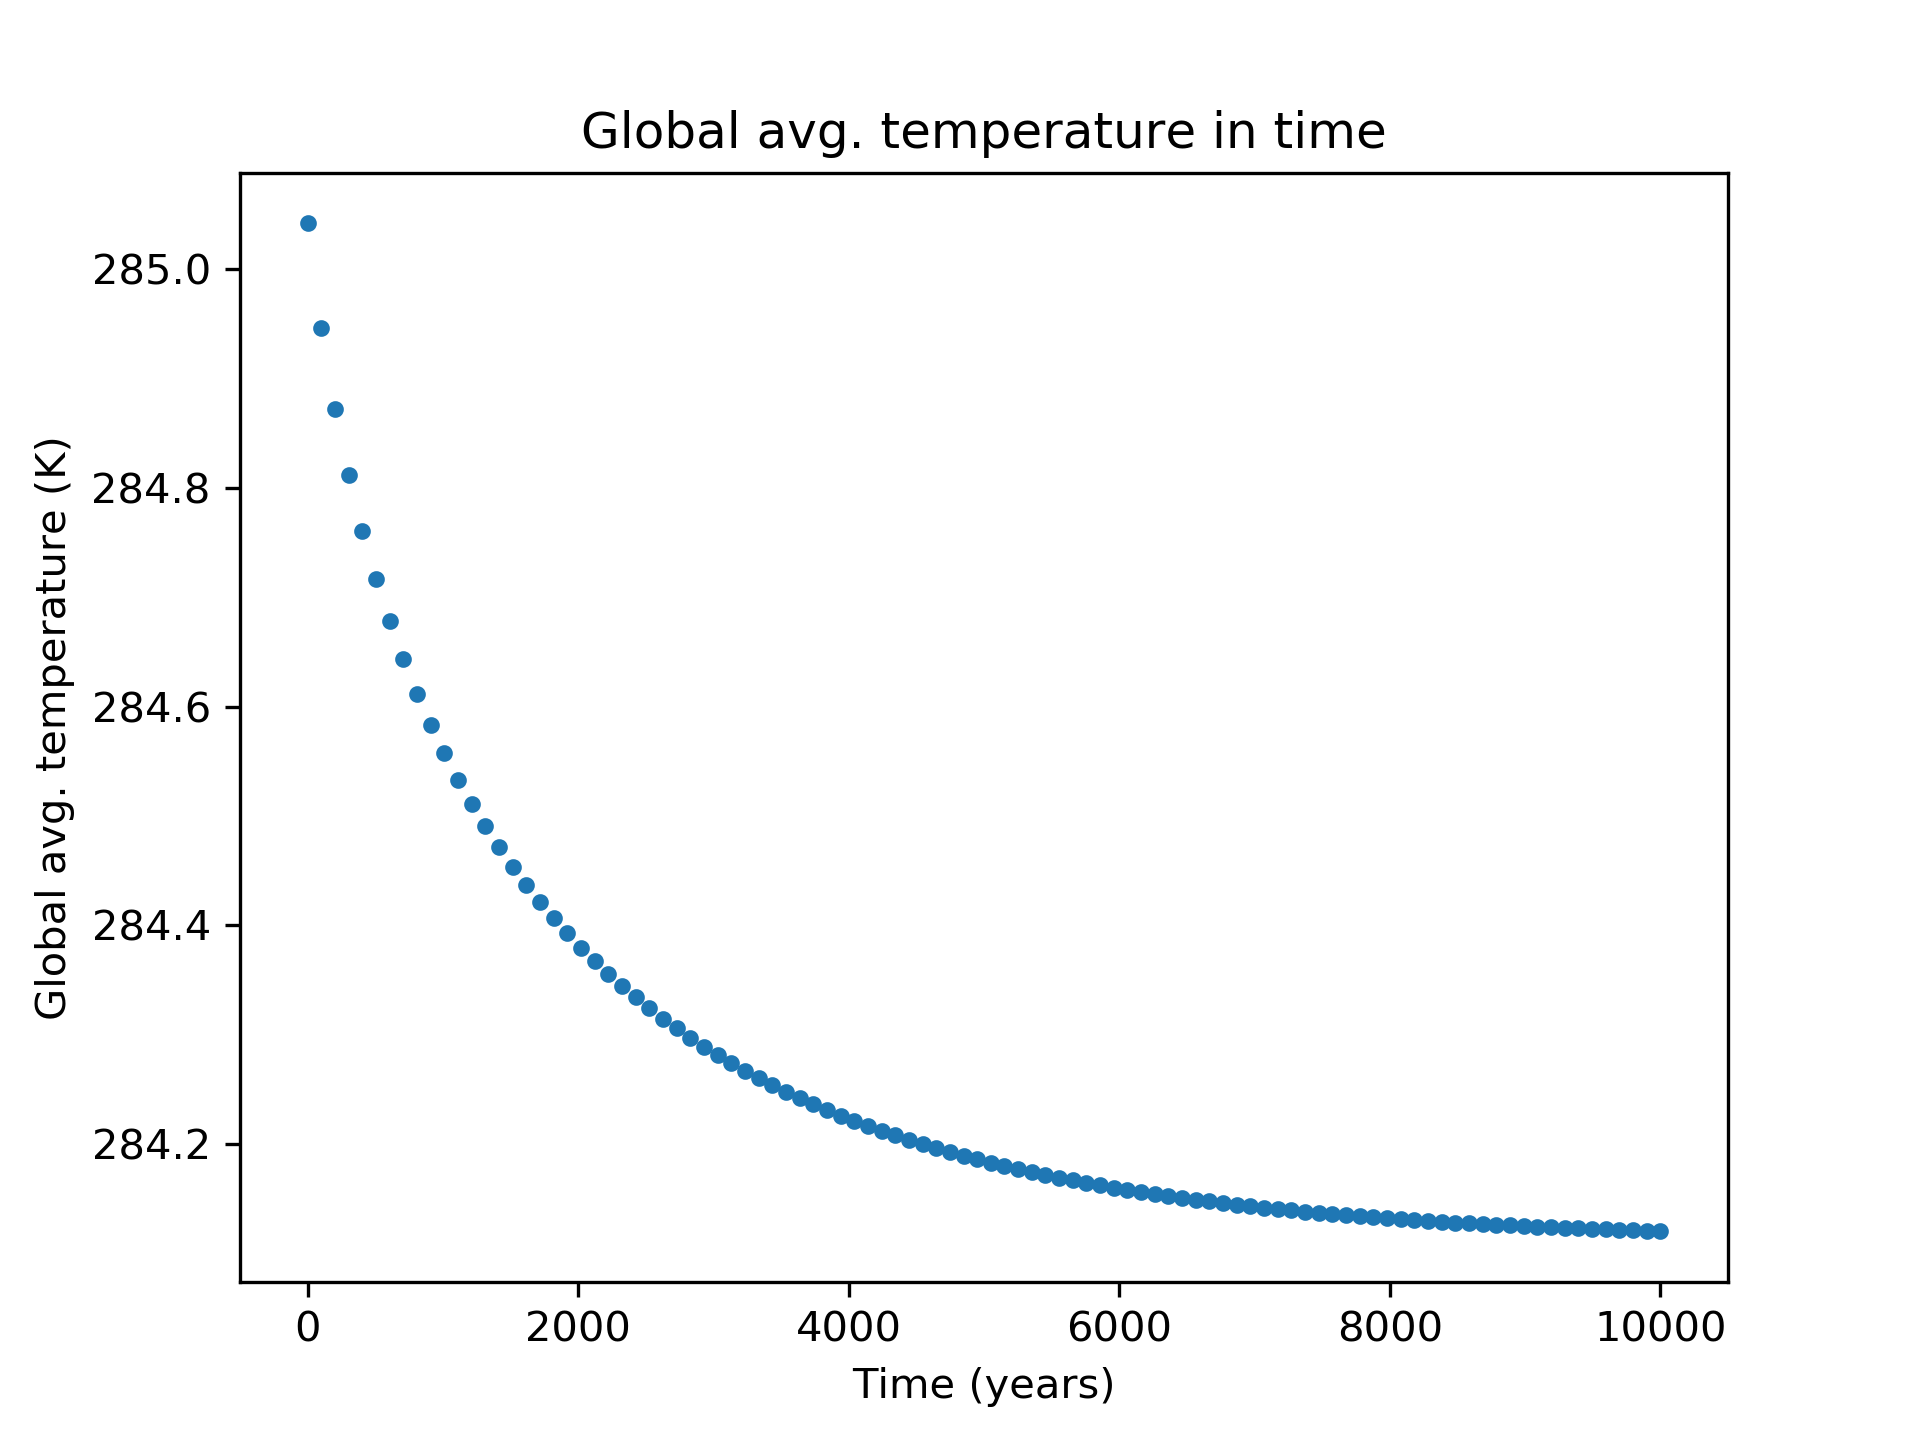 Global avg. temperature in time
Global avg. temperature (K)
285.0
284.8
284.6
284.4
284.2
0 2000 4000 6000 8000 10000
Time (years)